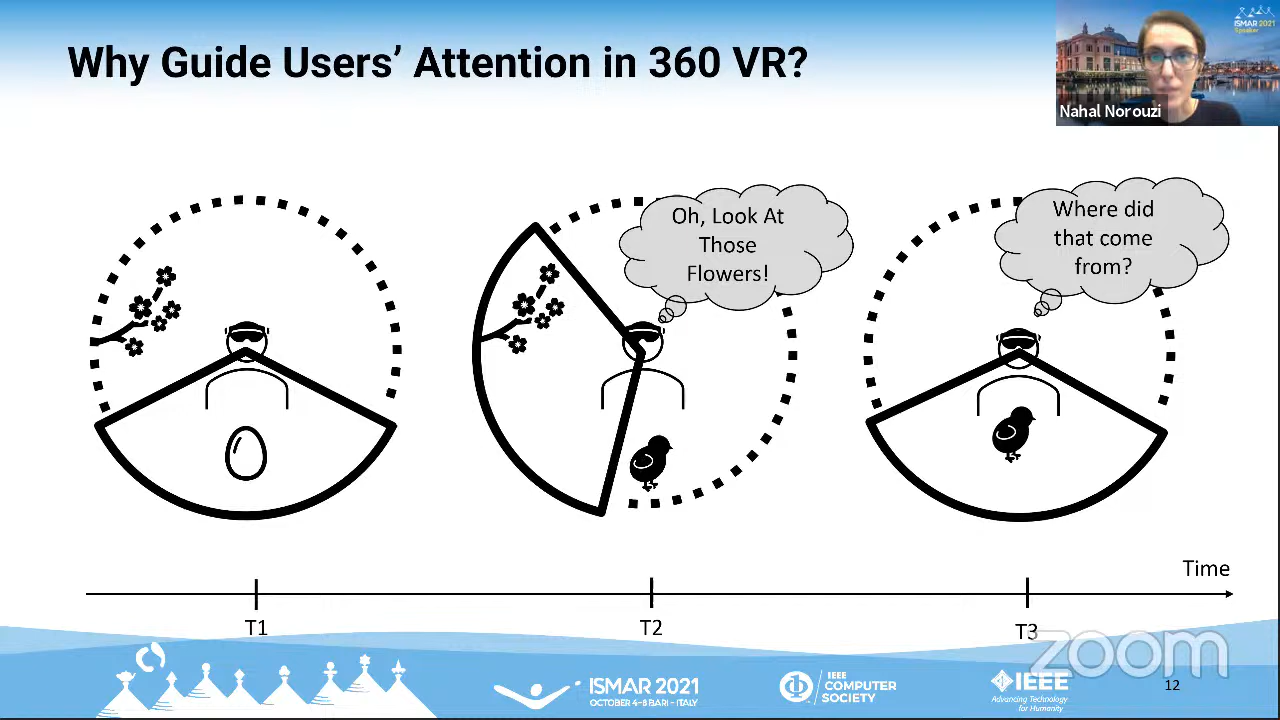 Why Guide Users’ Attention in 360 VR?
ISMAR 2021
Speaker
Nahal Norouzi
Oh, Look At
Those
Flowers!
Where did
that come
from?
Time
T1
T2
T3
zoom
ISMAR 2021
OCTOBER 4-8 BARI - ITALY
IEEE
COMPUTER
SOCIETY
IEEE
Advancing Technology
for Humanity
12